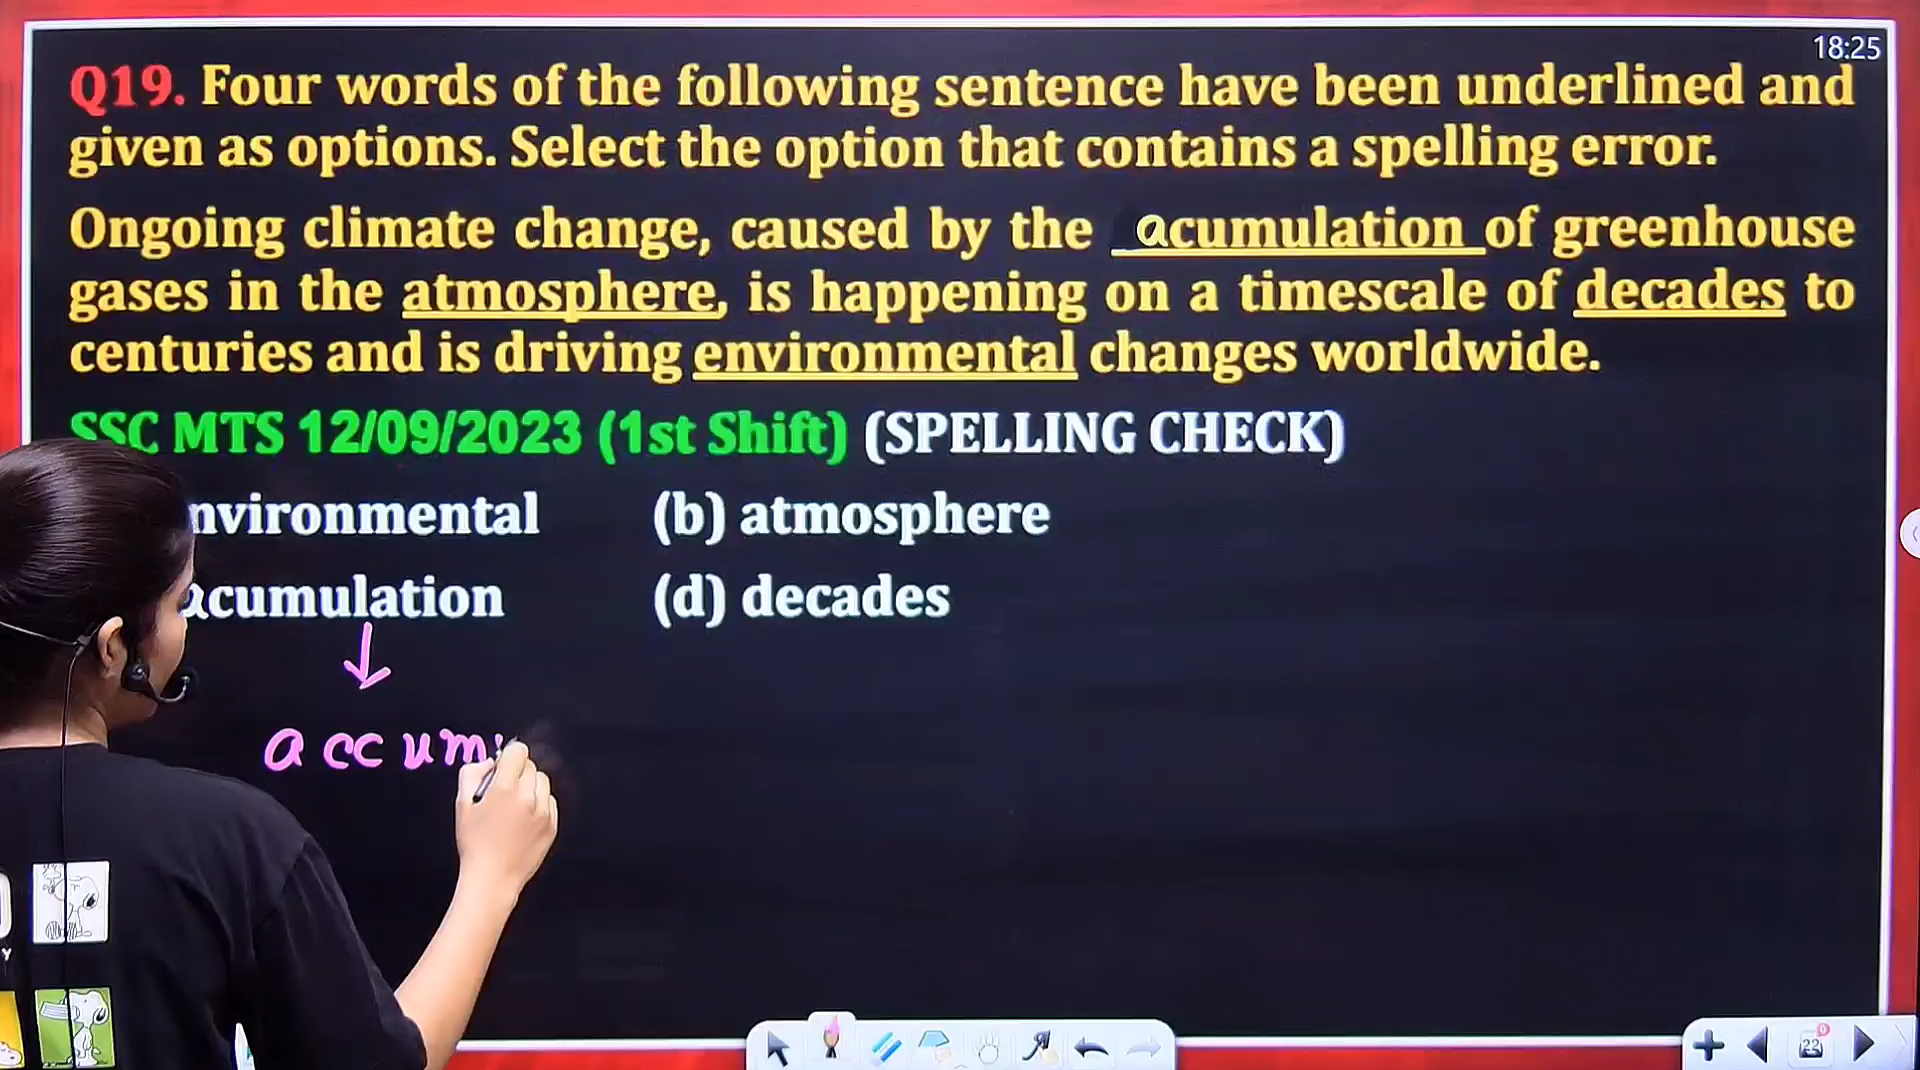 18:25
Q19. Four words of the following sentence have been underlined and
given as options. Select the option that contains a spelling error.
Ongoing climate change, caused by the acumulation of greenhouse
gases in the atmosphere, is happening on a timescale of decades to
centuries and is driving environmental changes worldwide.
SSC MTS 12/09/2023 (1st Shift) (SPELLING CHECK)
nvironmental (b) atmosphere
acumulation (d) decades
accum
22